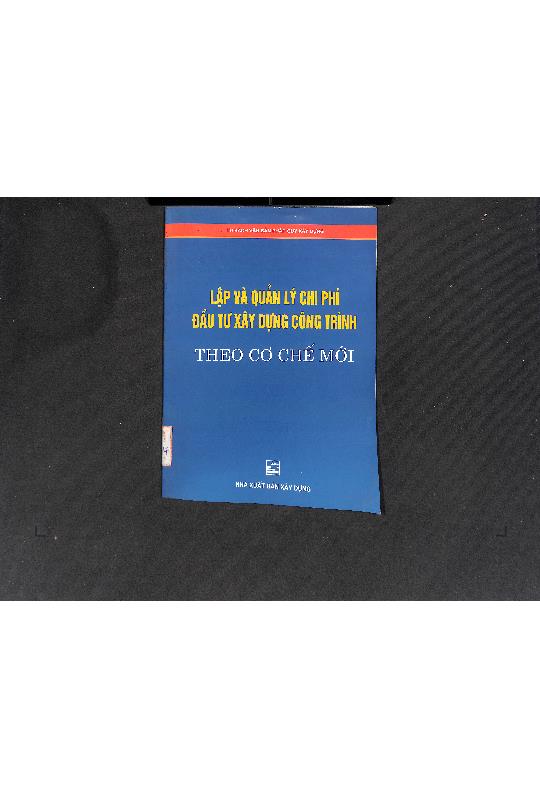 LẬP VÀ QUẢN LÝ CHI PHÍ
ĐẦU TƯ XÂY DỰNG CÔNG TRÌNH
THEO CƠ CHẾ MỚI
NHÀ XUẤT BẢN XÂY DỰNG